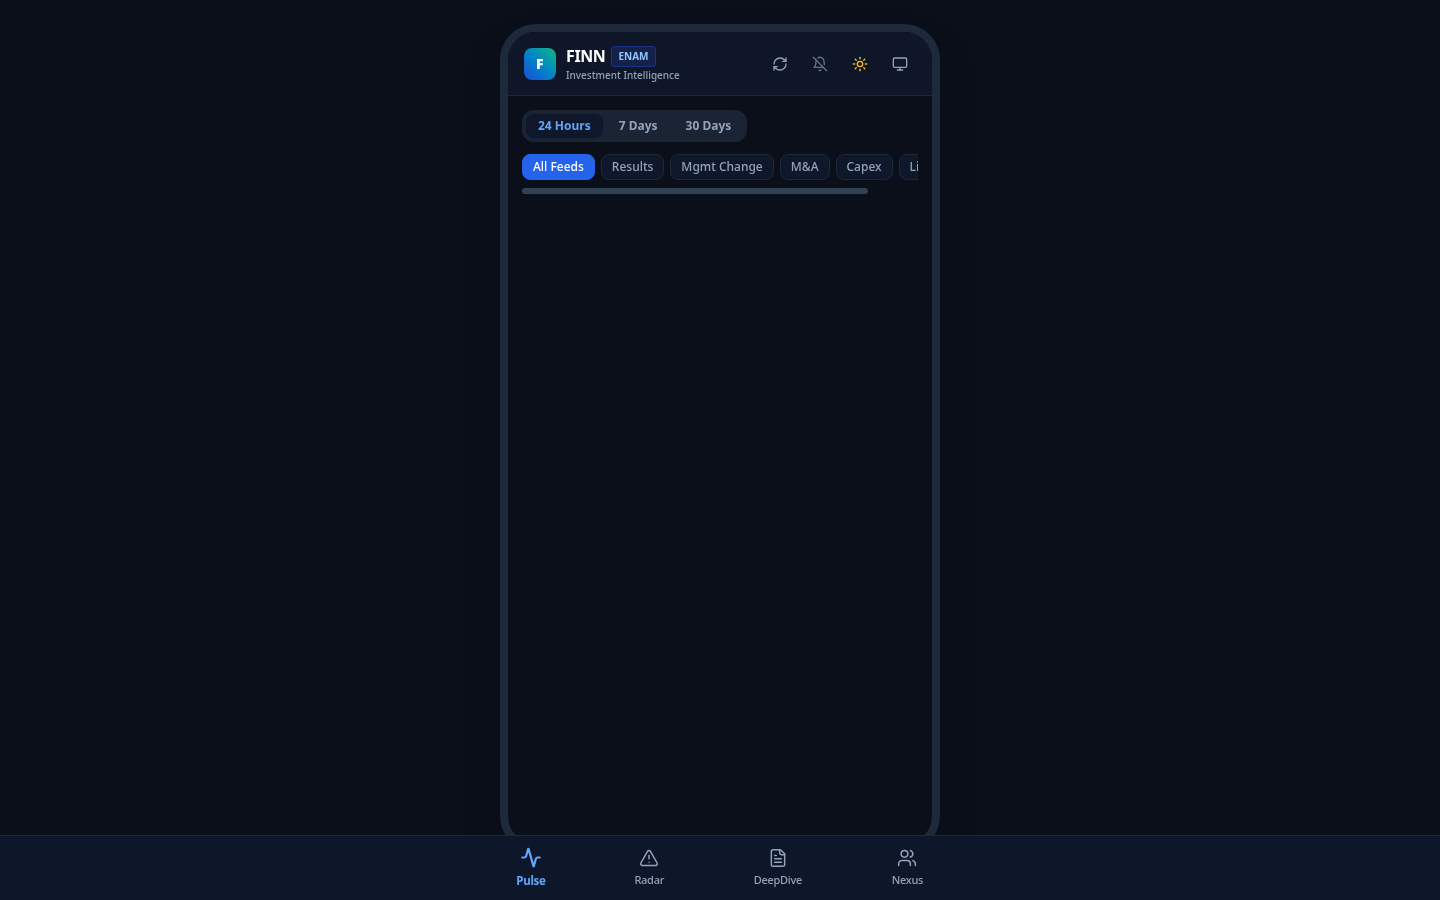 F
FINN ENAM
Investment Intelligence
24 Hours 7 Days 30 Days
All Feeds Results Mgmt Change M&A Capex Li
Pulse Radar DeepDive Nexus